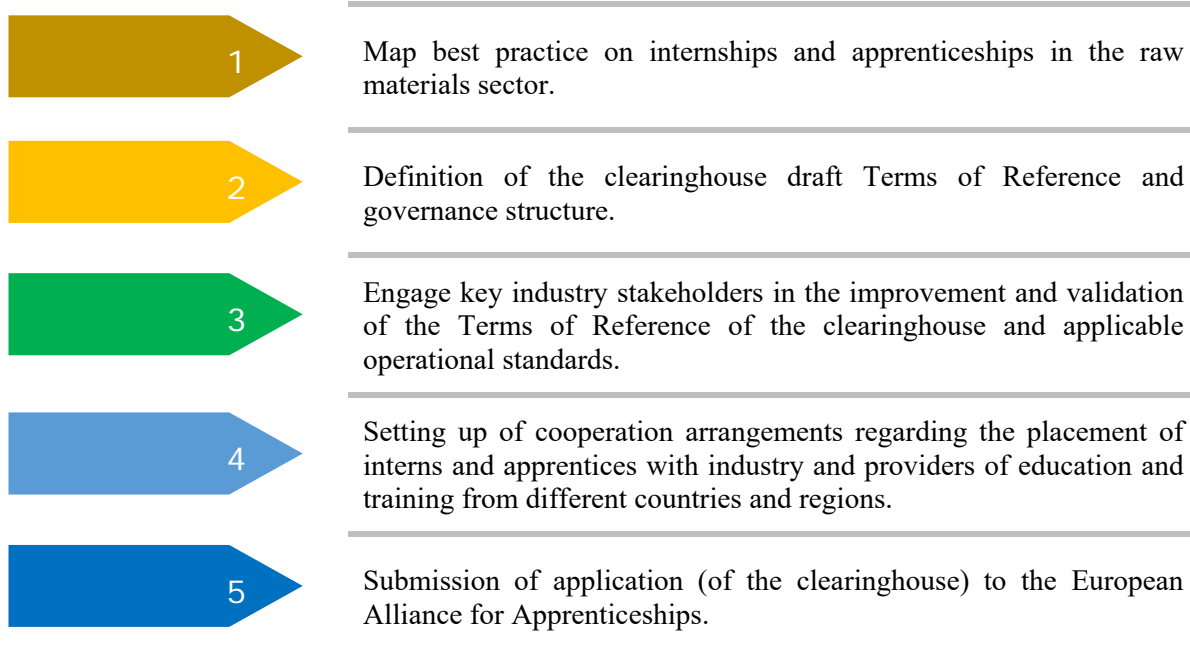 1
Map best practice on internships and apprenticeships in the raw
materials sector.
2
Definition of the clearinghouse draft Terms of Reference and
governance structure.
3
Engage key industry stakeholders in the improvement and validation
of the Terms of Reference of the clearinghouse and applicable
operational standards.
4
Setting up of cooperation arrangements regarding the placement of
interns and apprentices with industry and providers of education and
training from different countries and regions.
5
Submission of application (of the clearinghouse) to the European
Alliance for Apprenticeships.